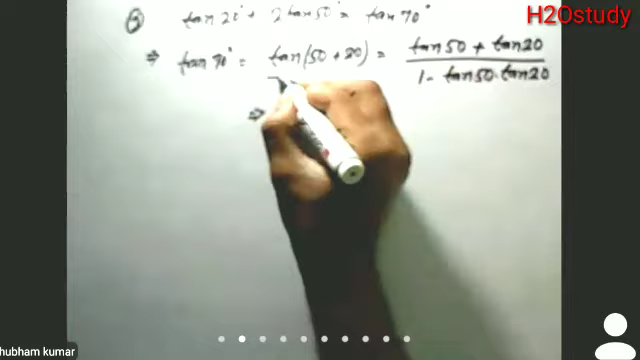 H2Ostudy
③ tan 20° + 2 tan 50° = tan 70°
⇒ tan 70° = tan (50 + 20) = tan 50 + tan 20 / 1 - tan 50 . tan 20
⇒
hubham kumar